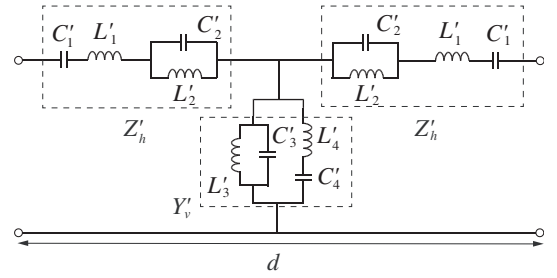 C′₁ L′₁ C′₂ C′₂ L′₁ C′₁
L′₂ L′₂
Z′ₕ Z′ₕ
C′₃ L′₄
L′₃ C′₄
Y′ᵥ
d